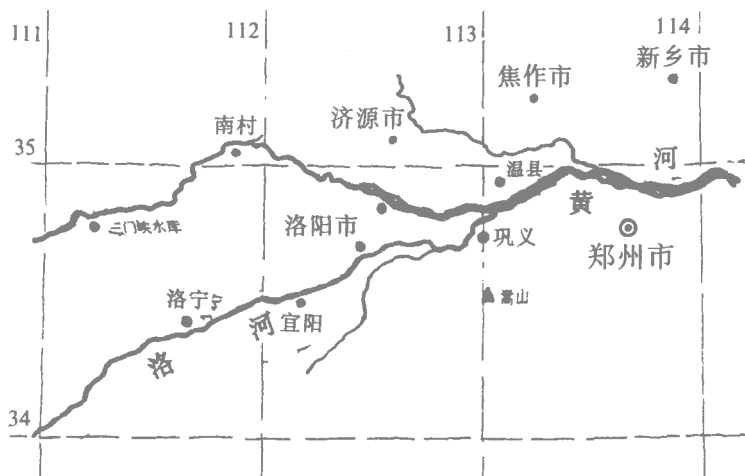 111
112
113
114
新乡市
焦作市
济源市
南村
35
河
温县
黄
三门峡水库
洛阳市
巩义
郑州市
洛宁
嵩山
河
宜阳
洛
34